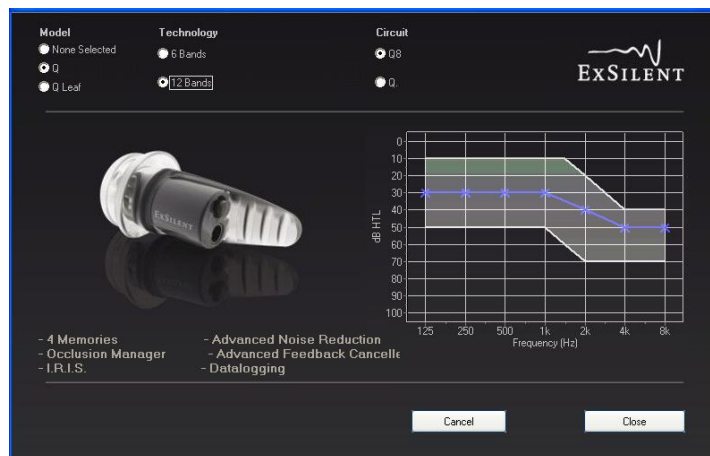 Model
Technology
Circuit
None Selected
6 Bands
Q8
Q
12 Bands
Q.
Q Leaf
EXSILENT
EXSILENT
0
10
20
30
40
50
60
70
80
90
100
dB HTL
125 250 500 1k 2k 4k 8k
Frequency (Hz)
- 4 Memories - Advanced Noise Reduction
- Occlusion Manager - Advanced Feedback Cancelle
- I.R.I.S. - Datalogging
Cancel Close